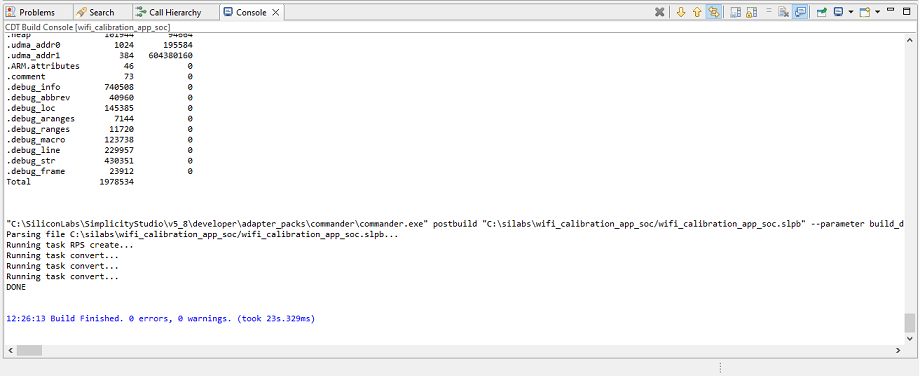 Problems Search Call Hierarchy Console
CDT Build Console [wifi_calibration_app_soc]
.heap 101944 94064
.udma_addr0 1024 195584
.udma_addr1 384 604380160
.ARM.attributes 46 0
.comment 73 0
.debug_info 740508 0
.debug_abbrev 40960 0
.debug_loc 145385 0
.debug_aranges 7144 0
.debug_ranges 11720 0
.debug_macro 123738 0
.debug_line 229957 0
.debug_str 430351 0
.debug_frame 23912 0
Total 1978534
"C:\SiliconLabs\SimplicityStudio\v5_8\developer\adapter_packs\commander\commander.exe" postbuild "C:\silabs\wifi_calibration_app_soc/wifi_calibration_app_soc.slpb" --parameter build_d
Parsing file C:\silabs\wifi_calibration_app_soc/wifi_calibration_app_soc.slpb...
Running task RPS create...
Running task convert...
Running task convert...
Running task convert...
DONE
12:26:13 Build Finished. 0 errors, 0 warnings. (took 23s.329ms)